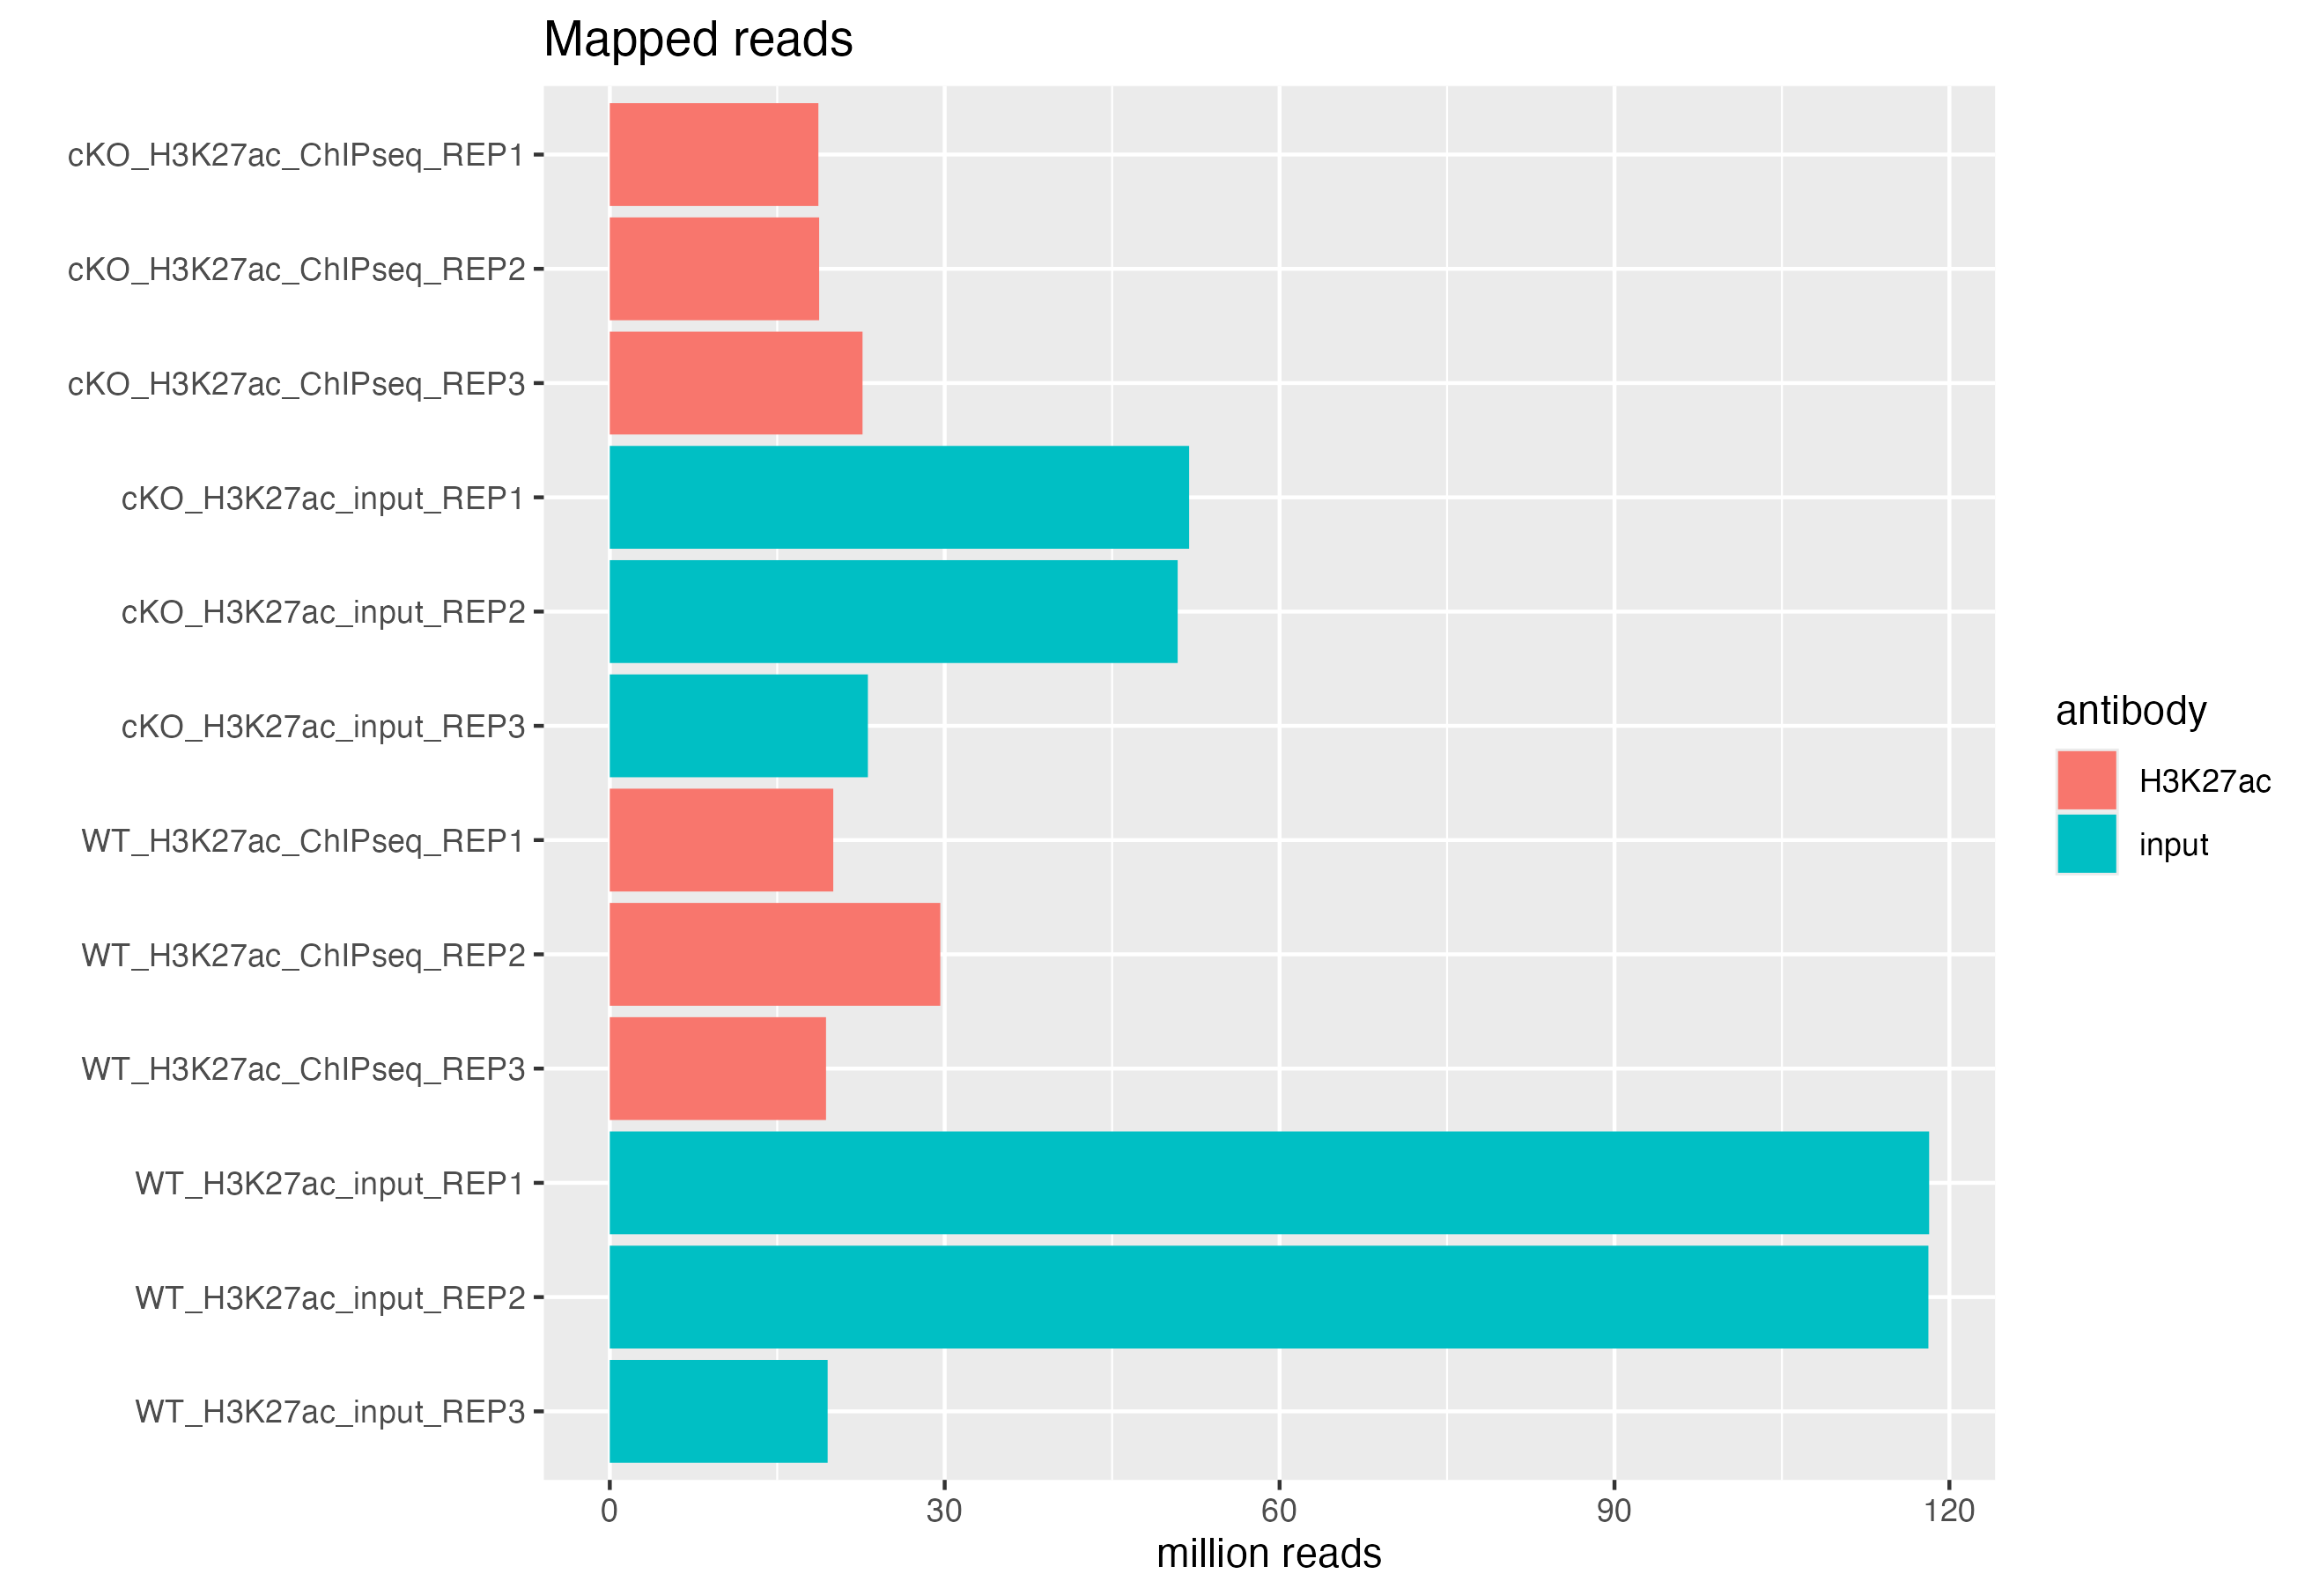 Mapped reads
cKO_H3K27ac_ChIPseq_REP1
cKO_H3K27ac_ChIPseq_REP2
cKO_H3K27ac_ChIPseq_REP3
cKO_H3K27ac_input_REP1
cKO_H3K27ac_input_REP2
cKO_H3K27ac_input_REP3
WT_H3K27ac_ChIPseq_REP1
WT_H3K27ac_ChIPseq_REP2
WT_H3K27ac_ChIPseq_REP3
WT_H3K27ac_input_REP1
WT_H3K27ac_input_REP2
WT_H3K27ac_input_REP3
0 30 60 90 120
million reads
antibody
H3K27ac
input